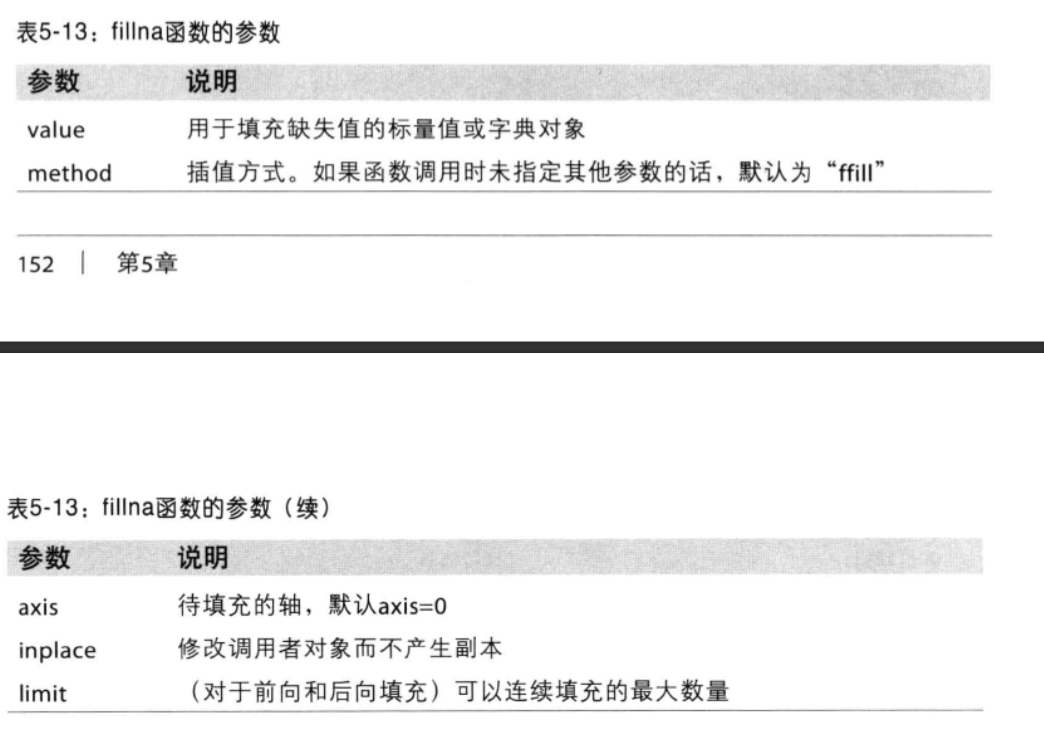 表5-13：fillna函数的参数
参数 说明
value 用于填充缺失值的标量值或字典对象
method 插值方式。如果函数调用时未指定其他参数的话，默认为“ffill”
152 | 第5章
表5-13：fillna函数的参数（续）
参数 说明
axis 待填充的轴，默认axis=0
inplace 修改调用者对象而不产生副本
limit （对于前向和后向填充）可以连续填充的最大数量